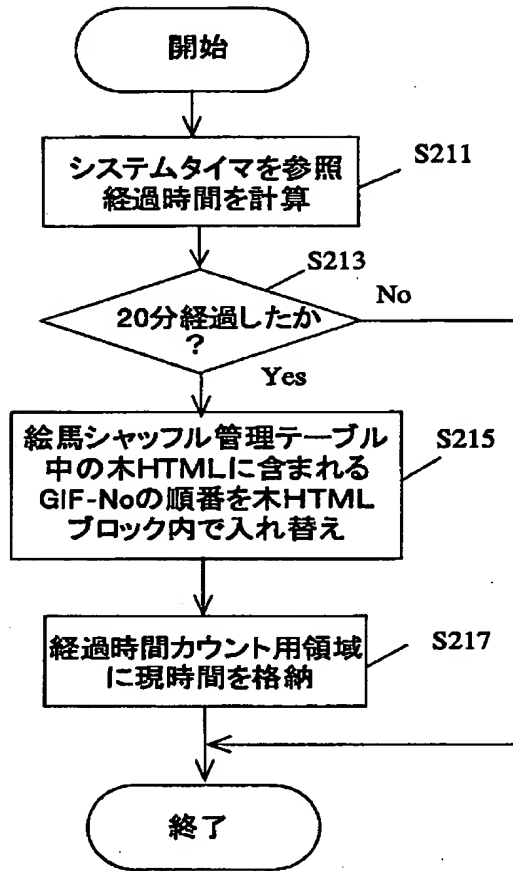 開始
システムタイマを参照
経過時間を計算
S211
S213
20分経過したか
?
No
Yes
絵馬シャッフル管理テーブル
中の木HTMLに含まれる
GIF-Noの順番を木HTML
ブロック内で入れ替え
S215
経過時間カウント用領域
に現時間を格納
S217
終了